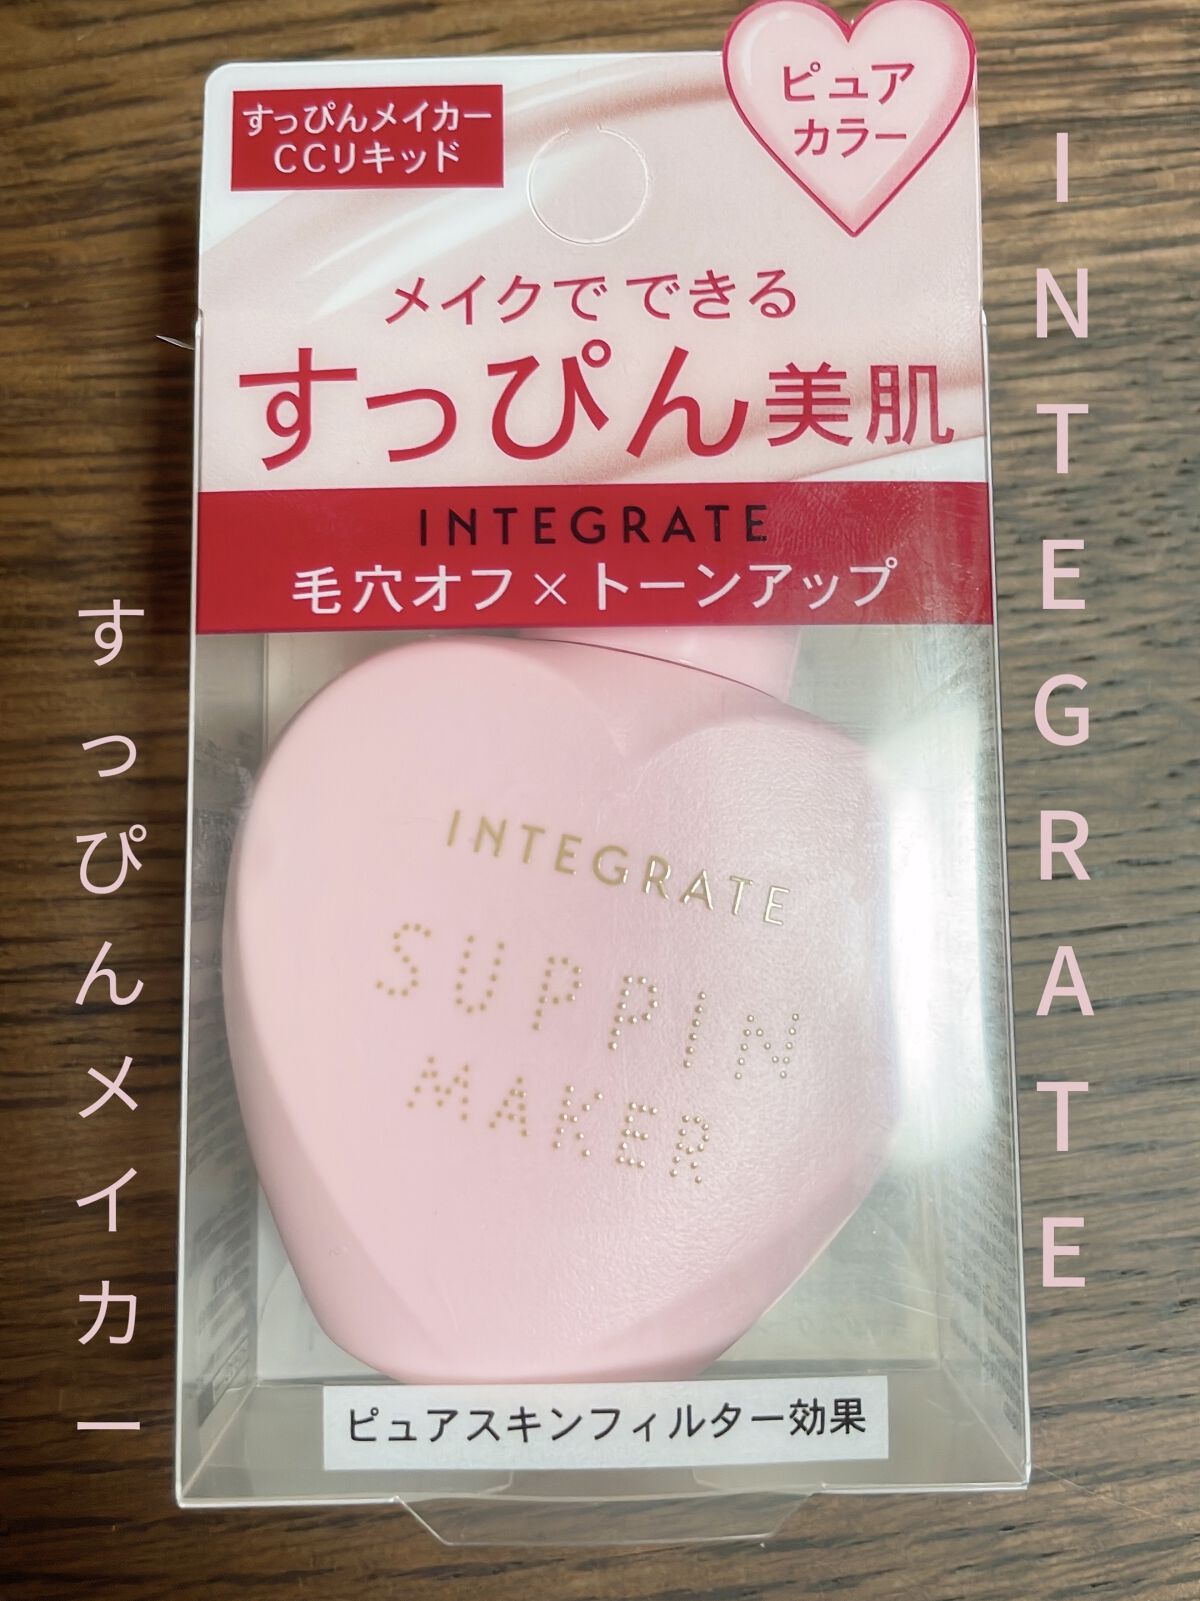 すっぴんメイカー
CCリキッド
ピュア
カラー
メイクでできる
すっぴん美肌
INTEGRATE
毛穴オフ×トーンアップ
INTEGRATE
SUPPIN
MAKER
ピュアスキンフィルター効果
INTEGRATE
すっぴんメイカー